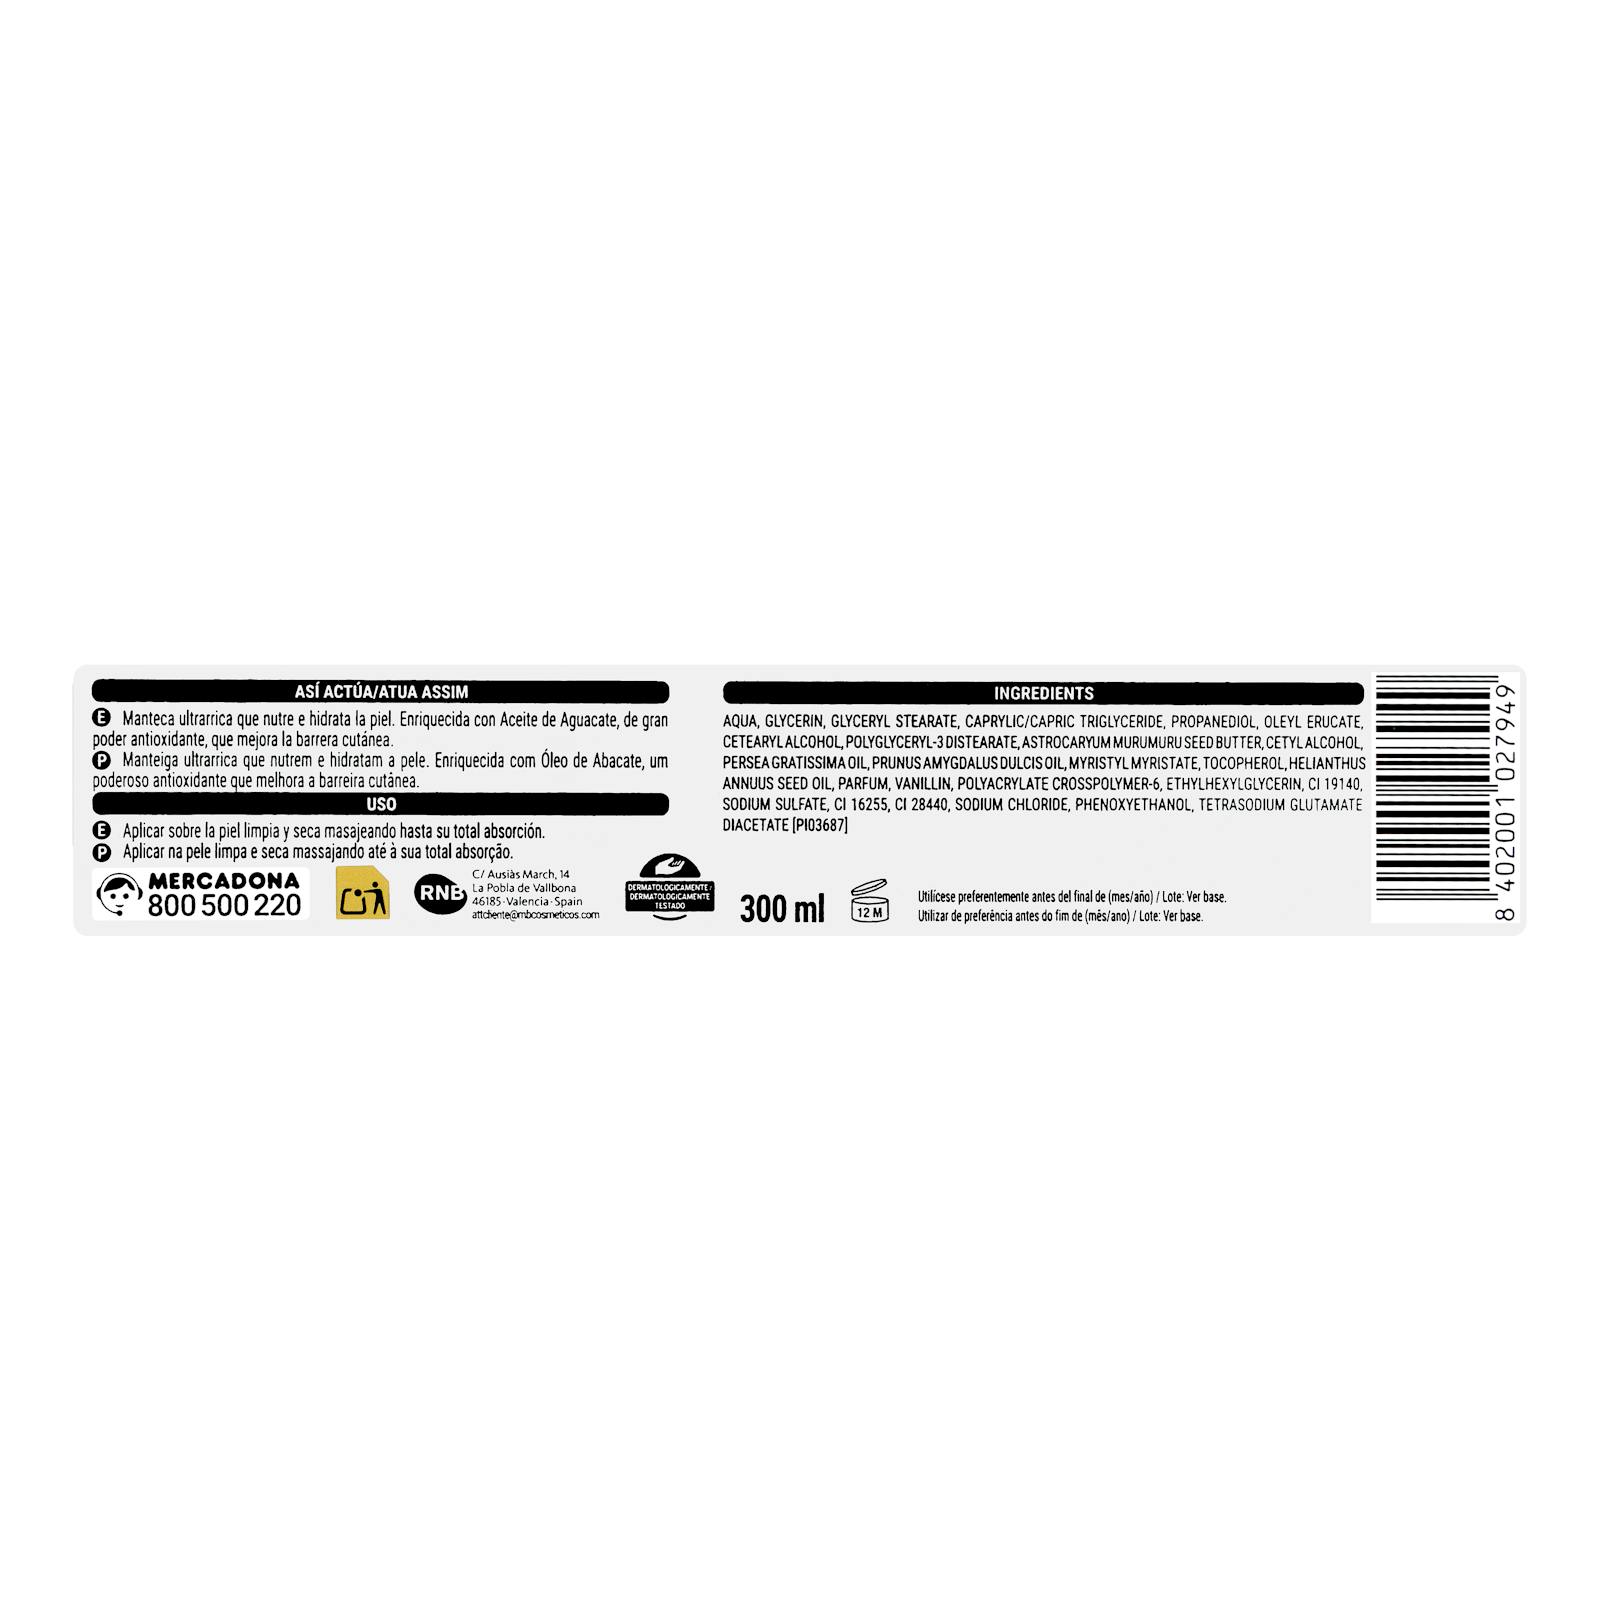 ASÍ ACTÚA/ATUA ASSIM
E Manteca ultrarrica que nutre e hidrata la piel. Enriquecida con Aceite de Aguacate, de gran
poder antioxidante, que mejora la barrera cutánea.
P Manteiga ultrarrica que nutrem e hidratam a pele. Enriquecida com Óleo de Abacate, um
poderoso antioxidante que melhora a barreira cutânea.
USO
E Aplicar sobre la piel limpia y seca masajeando hasta su total absorción.
P Aplicar na pele limpa e seca massajando até à sua total absorção.
MERCADONA
800 500 220
RNB
C/ Ausiàs March, 14
La Pobla de Vallbona
46185·Valencia·Spain
attcliente@rnbcosmeticos.com
DERMATOLÓGICAMENTE/
DERMATOLOGICAMENTE
TESTADO
INGREDIENTS
AQUA, GLYCERIN, GLYCERYL STEARATE, CAPRYLIC/CAPRIC TRIGLYCERIDE, PROPANEDIOL, OLEYL ERUCATE,
CETEARYL ALCOHOL, POLYGLYCERYL-3 DISTEARATE, ASTROCARYUM MURUMURU SEED BUTTER, CETYL ALCOHOL,
PERSEA GRATISSIMA OIL, PRUNUS AMYGDALUS DULCIS OIL, MYRISTYL MYRISTATE, TOCOPHEROL, HELIANTHUS
ANNUUS SEED OIL, PARFUM, VANILLIN, POLYACRYLATE CROSSPOLYMER-6, ETHYLHEXYLGLYCERIN, CI 19140,
SODIUM SULFATE, CI 16255, CI 28440, SODIUM CHLORIDE, PHENOXYETHANOL, TETRASODIUM GLUTAMATE
DIACETATE [PI03687]
300 ml
12 M
Utilícese preferentemente antes del final de (mes/año) / Lote: Ver base.
Utilizar de preferência antes do fim de (mês/ano) / Lote: Ver base.
8 402001 027949